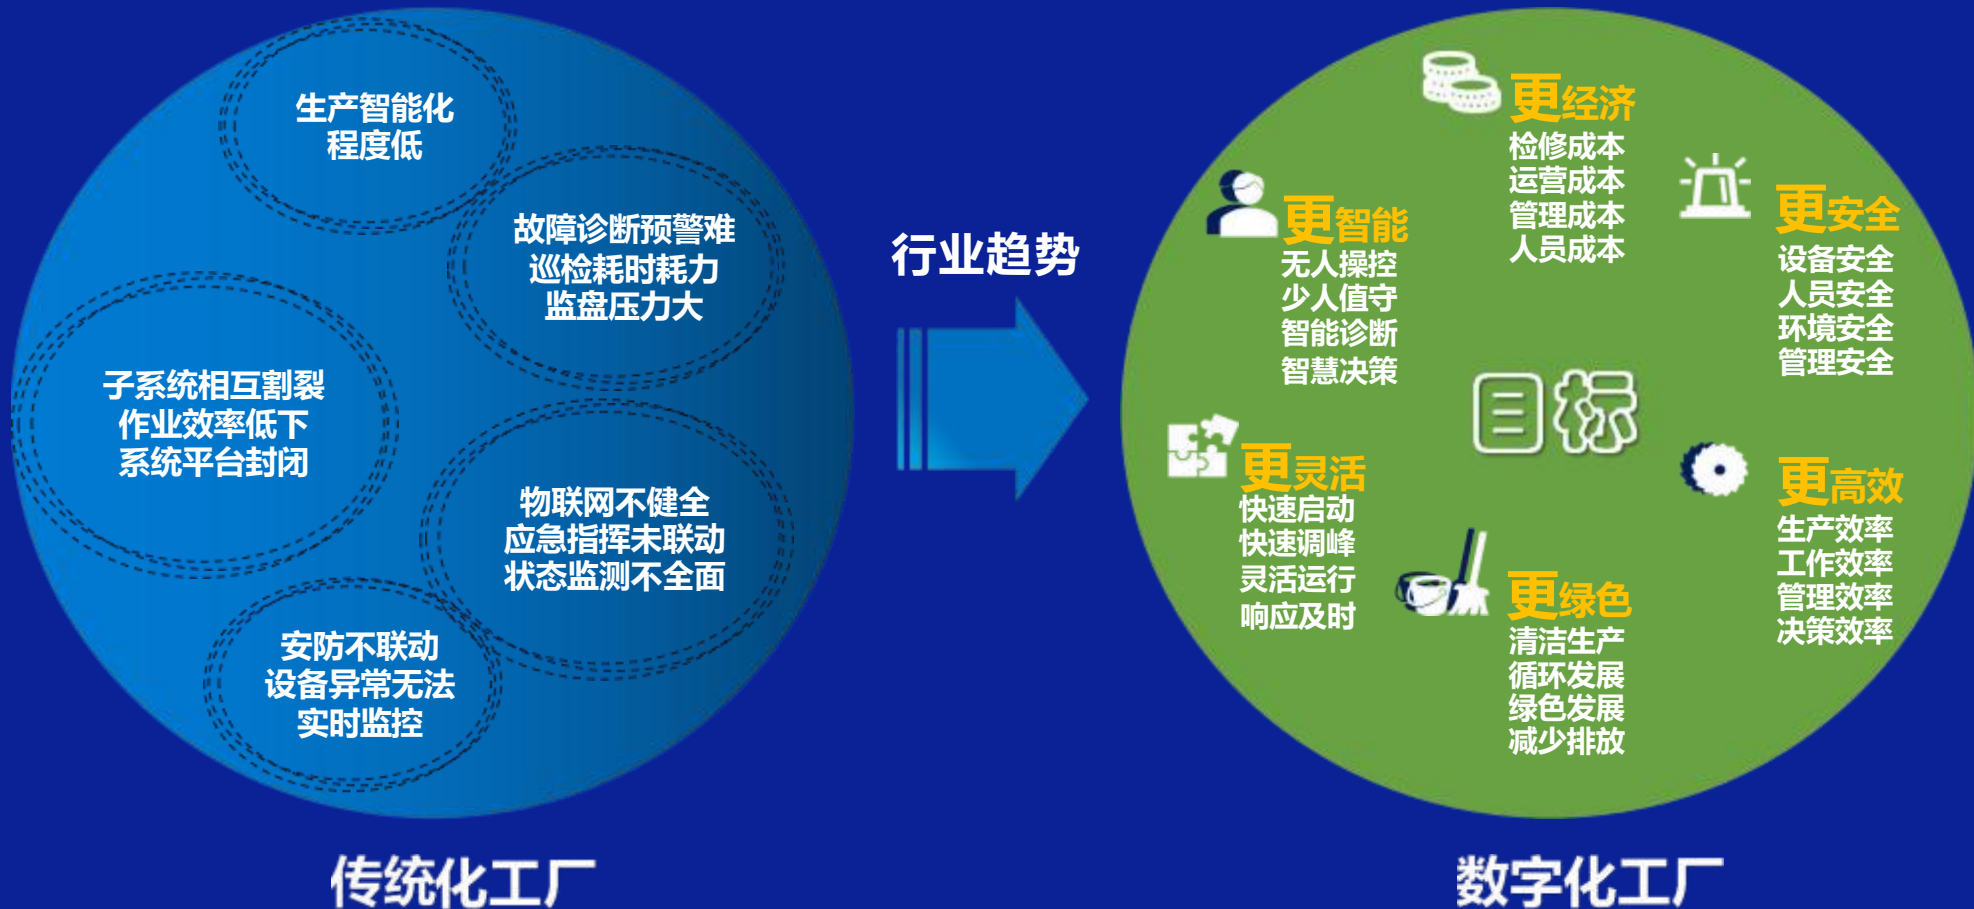 生产智能化
程度低
故障诊断预警难
巡检耗时耗力
监盘压力大
子系统相互割裂
作业效率低下
系统平台封闭
物联网不健全
应急指挥未联动
状态监测不全面
安防不联动
设备异常无法
实时监控
传统化工厂
行业趋势
更经济
检修成本
运营成本
管理成本
人员成本
更智能
无人操控
少人值守
智能诊断
智慧决策
更安全
设备安全
人员安全
环境安全
管理安全
目标
更灵活
快速启动
快速调峰
灵活运行
响应及时
更高效
生产效率
工作效率
管理效率
决策效率
更绿色
清洁生产
循环发展
绿色发展
减少排放
数字化工厂